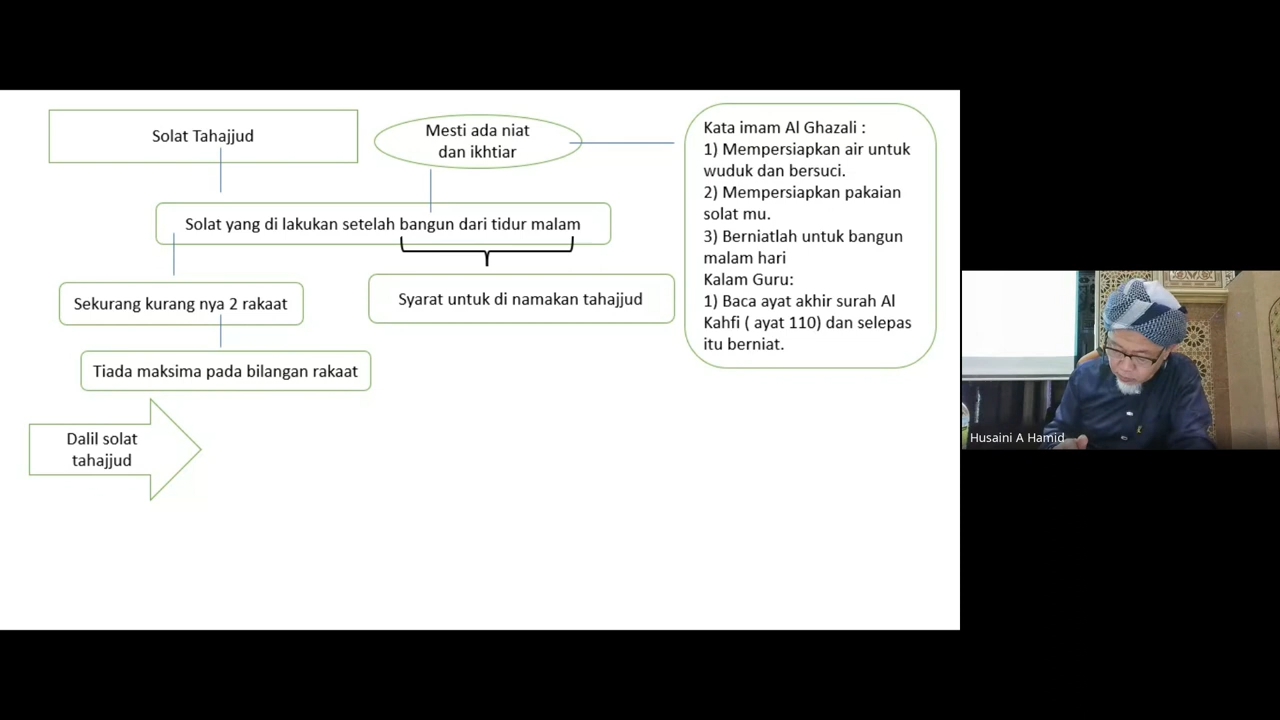 Solat Tahajjud
Mesti ada niat
dan ikhtiar
Solat yang di lakukan setelah bangun dari tidur malam
Sekurang kurang nya 2 rakaat
Syarat untuk di namakan tahajjud
Tiada maksima pada bilangan rakaat
Dalil solat
tahajjud
Kata imam Al Ghazali :
1) Mempersiapkan air untuk
wuduk dan bersuci.
2) Mempersiapkan pakaian
solat mu.
3) Berniatlah untuk bangun
malam hari
Kalam Guru:
1) Baca ayat akhir surah Al
Kahfi ( ayat 110) dan selepas
itu berniat.
Husaini A Hamid